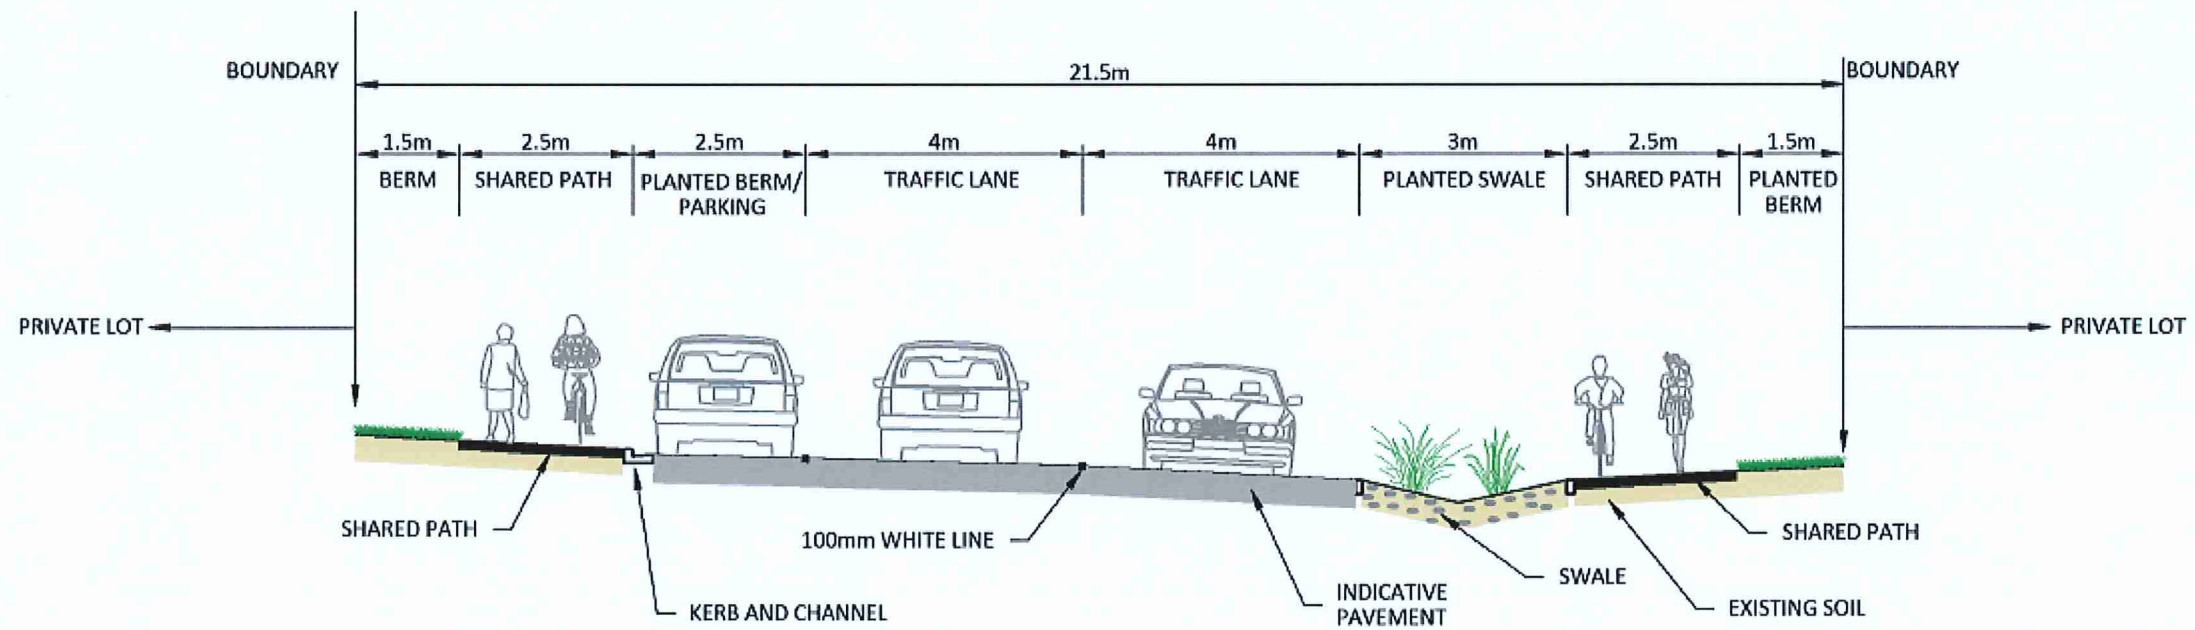 BOUNDARY
21.5m
BOUNDARY
1.5m
2.5m
2.5m
4m
4m
3m
2.5m
1.5m
BERM
SHARED PATH
PLANTED BERM/
PARKING
TRAFFIC LANE
TRAFFIC LANE
PLANTED SWALE
SHARED PATH
PLANTED
BERM
PRIVATE LOT
PRIVATE LOT
SHARED PATH
100mm WHITE LINE
SHARED PATH
SWALE
KERB AND CHANNEL
INDICATIVE
PAVEMENT
EXISTING SOIL